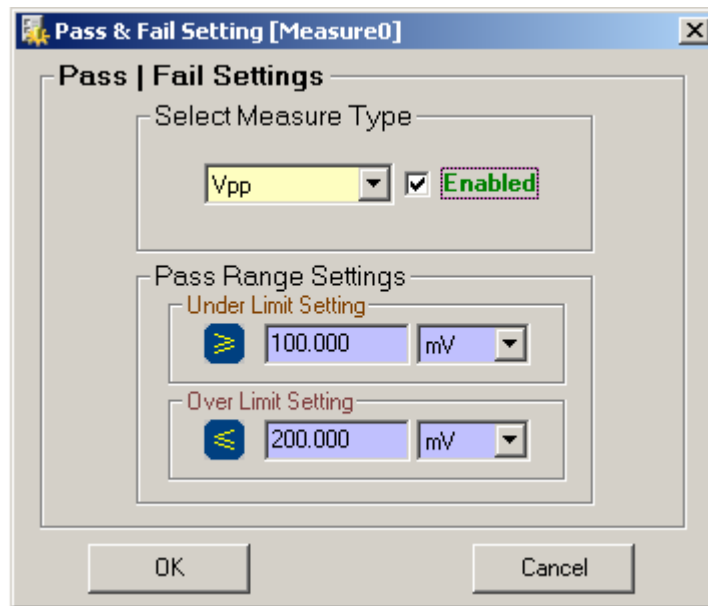 Pass & Fail Setting [Measure0]
Pass | Fail Settings
Select Measure Type
Vpp Enabled
Pass Range Settings
Under Limit Setting
≥ 100.000 mV
Over Limit Setting
≤ 200.000 mV
OK Cancel